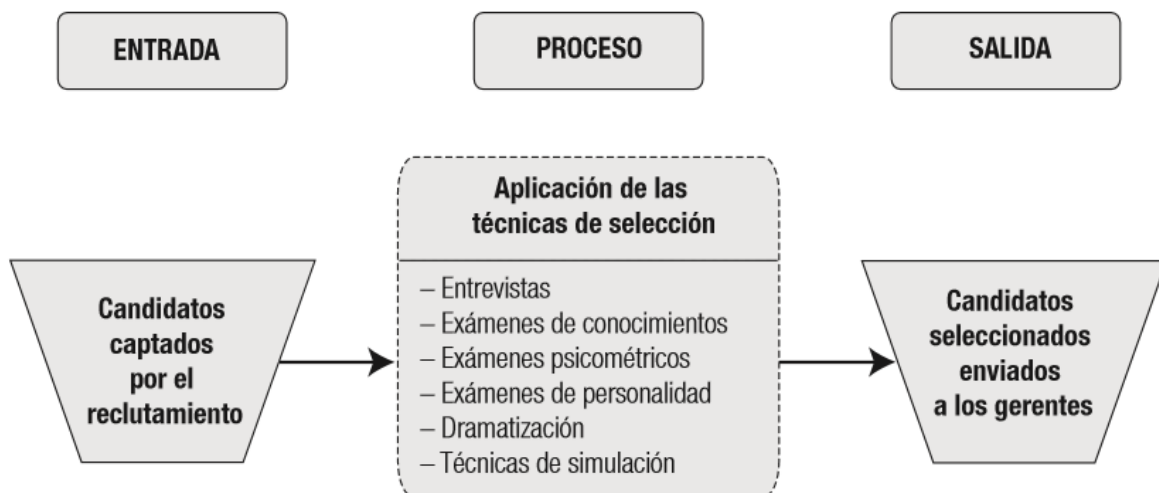 ENTRADA
PROCESO
SALIDA
Candidatos
captados
por el
reclutamiento
Aplicación de las
técnicas de selección
– Entrevistas
– Exámenes de conocimientos
– Exámenes psicométricos
– Exámenes de personalidad
– Dramatización
– Técnicas de simulación
Candidatos
seleccionados
enviados
a los gerentes